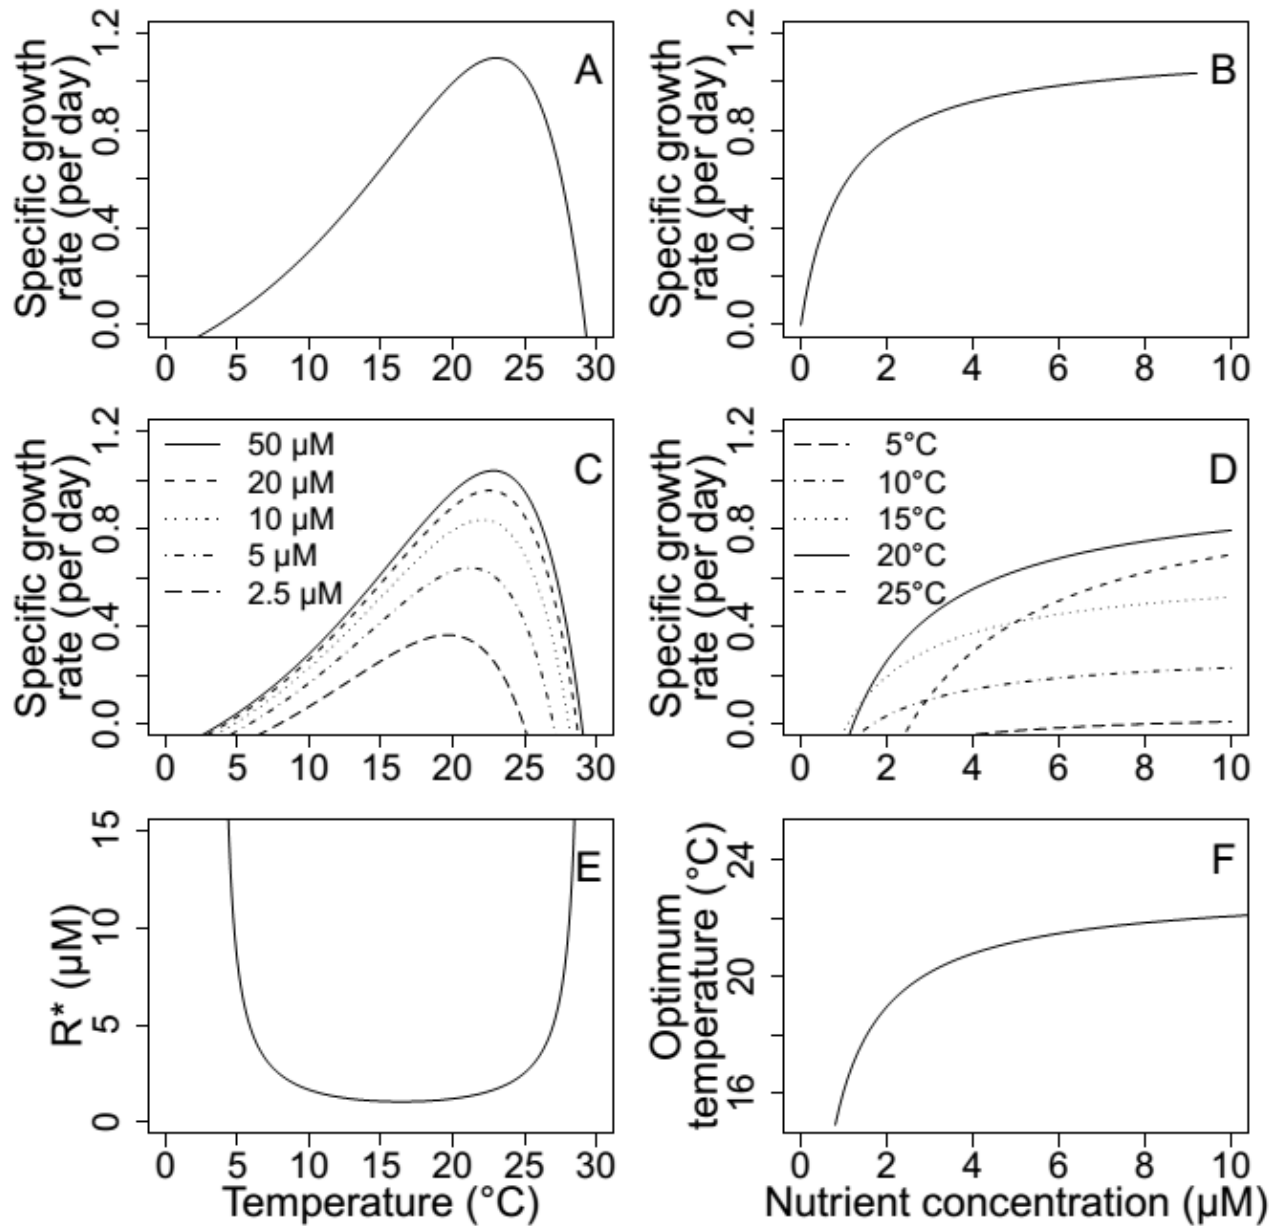 Specific growth
rate (per day)
0.0 0.4 0.8 1.2
A
0 5 10 15 20 25 30
Specific growth
rate (per day)
0.0 0.4 0.8 1.2
B
0 2 4 6 8 10
Specific growth
rate (per day)
0.0 0.4 0.8 1.2
50 µM
20 µM
10 µM
5 µM
2.5 µM
C
0 5 10 15 20 25 30
Specific growth
rate (per day)
0.0 0.4 0.8 1.2
5°C
10°C
15°C
20°C
25°C
D
0 2 4 6 8 10
R* (µM)
0 5 10 15
E
0 5 10 15 20 25 30
Temperature (°C)
Optimum
temperature (°C)
16 20 24
F
0 2 4 6 8 10
Nutrient concentration (µM)